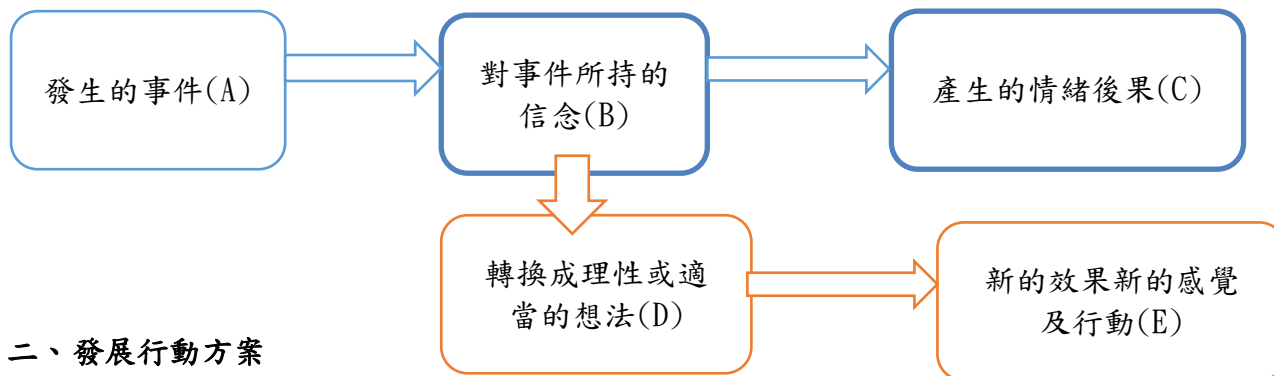 發生的事件(A)
對事件所持的
信念(B)
產生的情緒後果(C)
轉換成理性或適
當的想法(D)
新的效果新的感覺
及行動(E)
二、發展行動方案